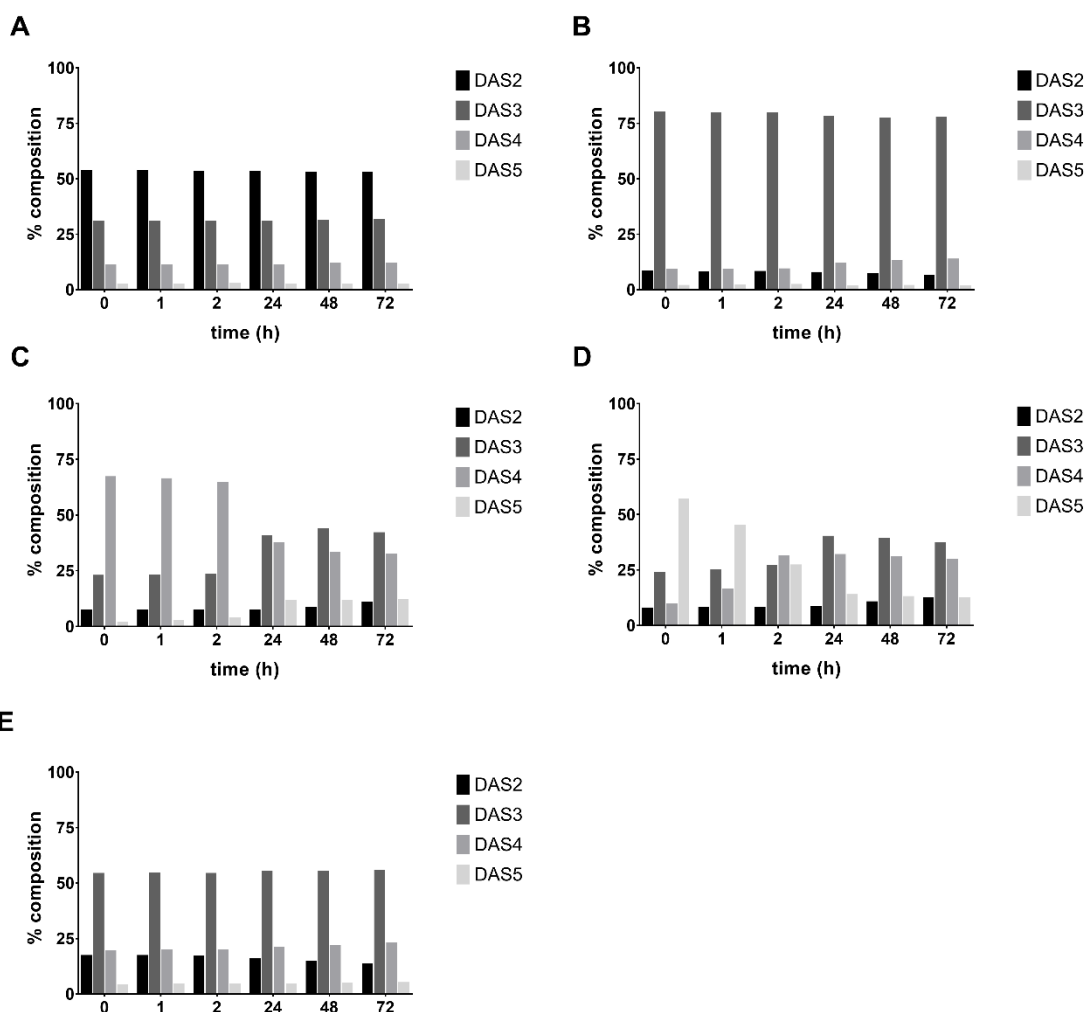 A
% composition
100
75
50
25
0
0 1 2 24 48 72
time (h)
DAS2
DAS3
DAS4
DAS5
B
% composition
100
75
50
25
0
0 1 2 24 48 72
time (h)
DAS2
DAS3
DAS4
DAS5
C
% composition
100
75
50
25
0
0 1 2 24 48 72
time (h)
DAS2
DAS3
DAS4
DAS5
D
% composition
100
75
50
25
0
0 1 2 24 48 72
time (h)
DAS2
DAS3
DAS4
DAS5
E
% composition
100
75
50
25
0
0 1 2 24 48 72
DAS2
DAS3
DAS4
DAS5